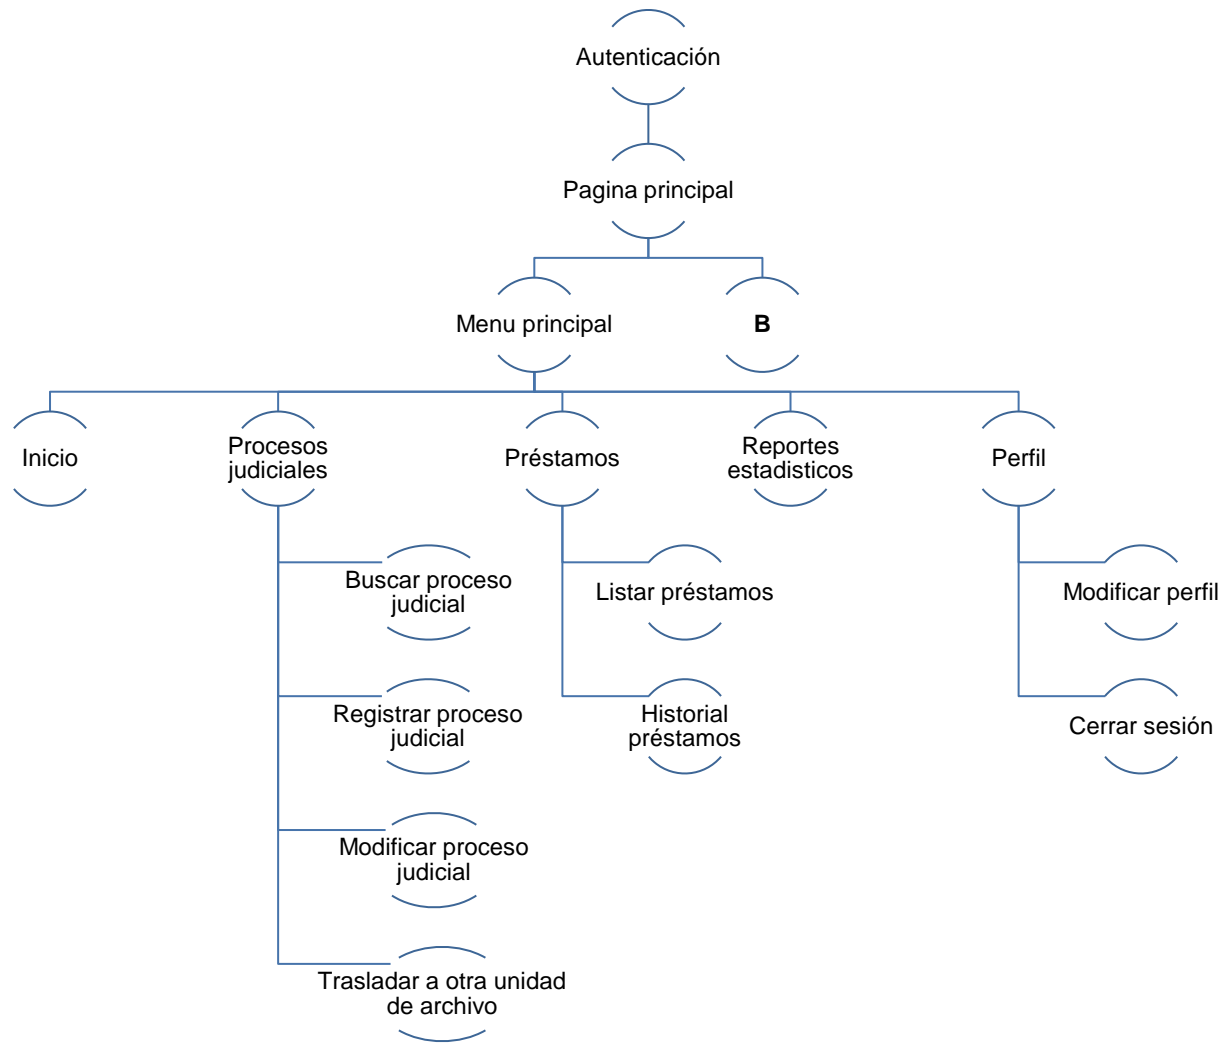 Autenticación
Pagina principal
Menu principal
B
Inicio
Procesos
judiciales
Préstamos
Reportes
estadisticos
Perfil
Buscar proceso
judicial
Listar préstamos
Modificar perfil
Registrar proceso
judicial
Historial
préstamos
Cerrar sesión
Modificar proceso
judicial
Trasladar a otra unidad
de archivo